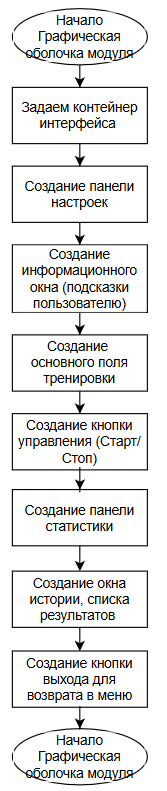 Начало
Графическая
оболочка модуля
Задаем контейнер
интерфейса
Создание панели
настроек
Создание
информационного
окна (подсказки
пользователю)
Создание
основного поля
тренировки
Создание кнопки
управления (Старт/
Стоп)
Создание панели
статистики
Создание окна
истории, списка
результатов
Создание кнопки
выхода для
возврата в меню
Начало
Графическая
оболочка модуля